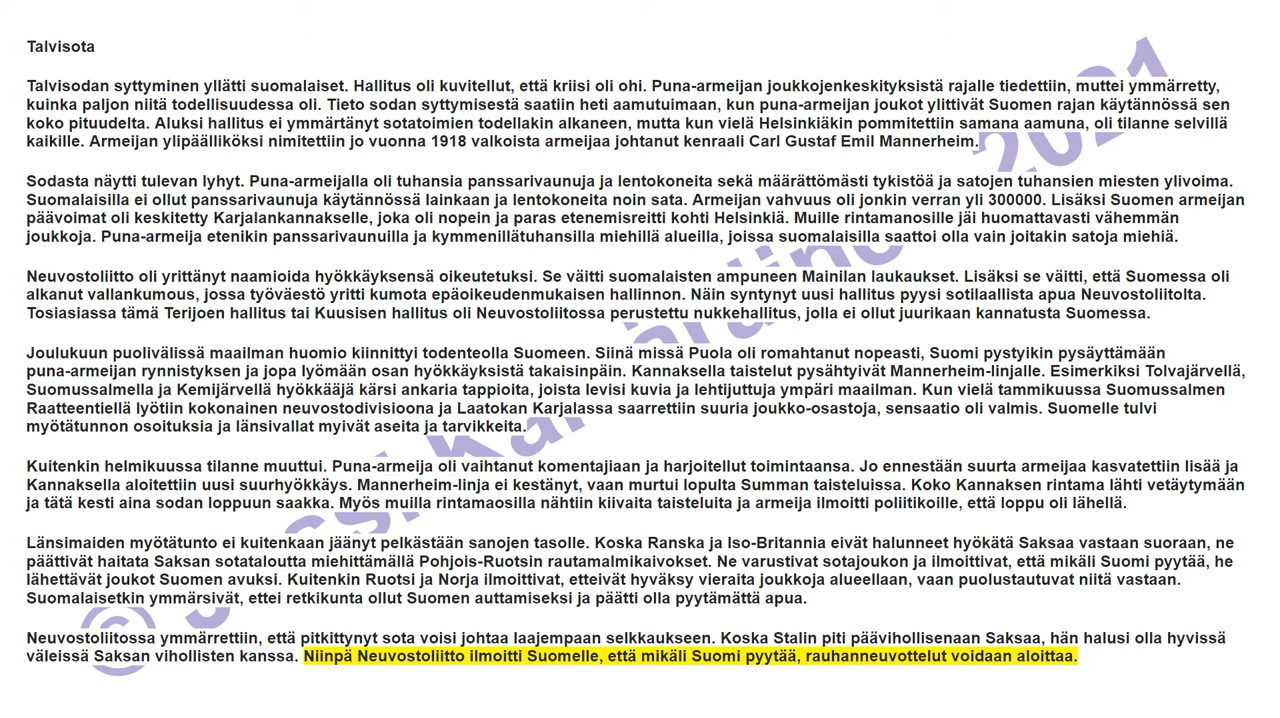 Talvisota
Talvisodan syttyminen yllätti suomalaiset. Hallitus oli kuvitellut, että kriisi oli ohi. Puna-armeijan joukkojenkeskityksistä rajalle tiedettiin, muttei ymmärretty,
kuinka paljon niitä todellisuudessa oli. Tieto sodan syttymisestä saatiin heti aamutuimaan, kun puna-armeijan joukot ylittivät Suomen rajan käytännössä sen
koko pituudelta. Aluksi hallitus ei ymmärtänyt sotatoimien todellakin alkaneen, mutta kun vielä Helsinkiäkin pommitettiin samana aamuna, oli tilanne selvillä
kaikille. Armeijan ylipäälliköksi nimitettiin jo vuonna 1918 valkoista armeijaa johtanut kenraali Carl Gustaf Emil Mannerheim.
Sodasta näytti tulevan lyhyt. Puna-armeijalla oli tuhansia panssarivaunuja ja lentokoneita sekä määrättömästi tykistöä ja satojen tuhansien miesten ylivoima.
Suomalaisilla ei ollut panssarivaunuja käytännössä lainkaan ja lentokoneita noin sata. Armeijan vahvuus oli jonkin verran yli 300000. Lisäksi Suomen armeijan
päävoimat oli keskitetty Karjalankannakselle, joka oli nopein ja paras etenemisreitti kohti Helsinkiä. Muille rintamanosille jäi huomattavasti vähemmän
joukkoja. Puna-armeija etenikin panssarivaunuilla ja kymmenillätuhansilla miehillä alueilla, joissa suomalaisilla saattoi olla vain joitakin satoja miehiä.
Neuvostoliitto oli yrittänyt naamioida hyökkäyksensä oikeutetuksi. Se väitti suomalaisten ampuneen Mainilan laukaukset. Lisäksi se väitti, että Suomessa oli
alkanut vallankumous, jossa työväestö yritti kumota epäoikeudenmukaisen hallinnon. Näin syntynyt uusi hallitus pyysi sotilaallista apua Neuvostoliitolta.
Tosiasiassa tämä Terijoen hallitus tai Kuusisen hallitus oli Neuvostoliitossa perustettu nukkehallitus, jolla ei ollut juurikaan kannatusta Suomessa.
Joulukuun puolivälissä maailman huomio kiinnittyi todenteolla Suomeen. Siinä missä Puola oli romahtanut nopeasti, Suomi pystyikin pysäyttämään
puna-armeijan rynnistyksen ja jopa lyömään osan hyökkäyksistä takaisinpäin. Kannaksella taistelut pysähtyivät Mannerheim-linjalle. Esimerkiksi Tolvajärvellä,
Suomussalmella ja Kemijärvellä hyökkääjä kärsi ankaria tappioita, joista levisi kuvia ja lehtijuttuja ympäri maailman. Kun vielä tammikuussa Suomussalmen
Raatteentiellä lyötiin kokonainen neuvostodivisioona ja Laatokan Karjalassa saarrettiin suuria joukko-osastoja, sensaatio oli valmis. Suomelle tulvi
myötätunnon osoituksia ja länsivallat myivät aseita ja tarvikkeita.
Kuitenkin helmikuussa tilanne muuttui. Puna-armeija oli vaihtanut komentajiaan ja harjoitellut toimintaansa. Jo ennestään suurta armeijaa kasvatettiin lisää ja
Kannaksella aloitettiin uusi suurhyökkäys. Mannerheim-linja ei kestänyt, vaan murtui lopulta Summan taisteluissa. Koko Kannaksen rintama lähti vetäytymään
ja tätä kesti aina sodan loppuun saakka. Myös muilla rintamaosilla nähtiin kiivaita taisteluita ja armeija ilmoitti poliitikoille, että loppu oli lähellä.
Länsimaiden myötätunto ei kuitenkaan jäänyt pelkästään sanojen tasolle. Koska Ranska ja Iso-Britannia eivät halunneet hyökätä Saksaa vastaan suoraan, ne
päättivät haitata Saksan sotataloutta miehittämällä Pohjois-Ruotsin rautamalmikaivokset. Ne varustivat sotajoukon ja ilmoittivat, että mikäli Suomi pyytää, he
lähettävät joukot Suomen avuksi. Kuitenkin Ruotsi ja Norja ilmoittivat, etteivät hyväksy vieraita joukkoja alueellaan, vaan puolustautuvat niitä vastaan.
Suomalaisetkin ymmärsivät, ettei retkikunta ollut Suomen auttamiseksi ja päätti olla pyytämättä apua.
Neuvostoliitossa ymmärrettiin, että pitkittynyt sota voisi johtaa laajempaan selkkaukseen. Koska Stalin piti päävihollisenaan Saksaa, hän halusi olla hyvissä
väleissä Saksan vihollisten kanssa. Niinpä Neuvostoliitto ilmoitti Suomelle, että mikäli Suomi pyytää, rauhanneuvottelut voidaan aloittaa.
2021